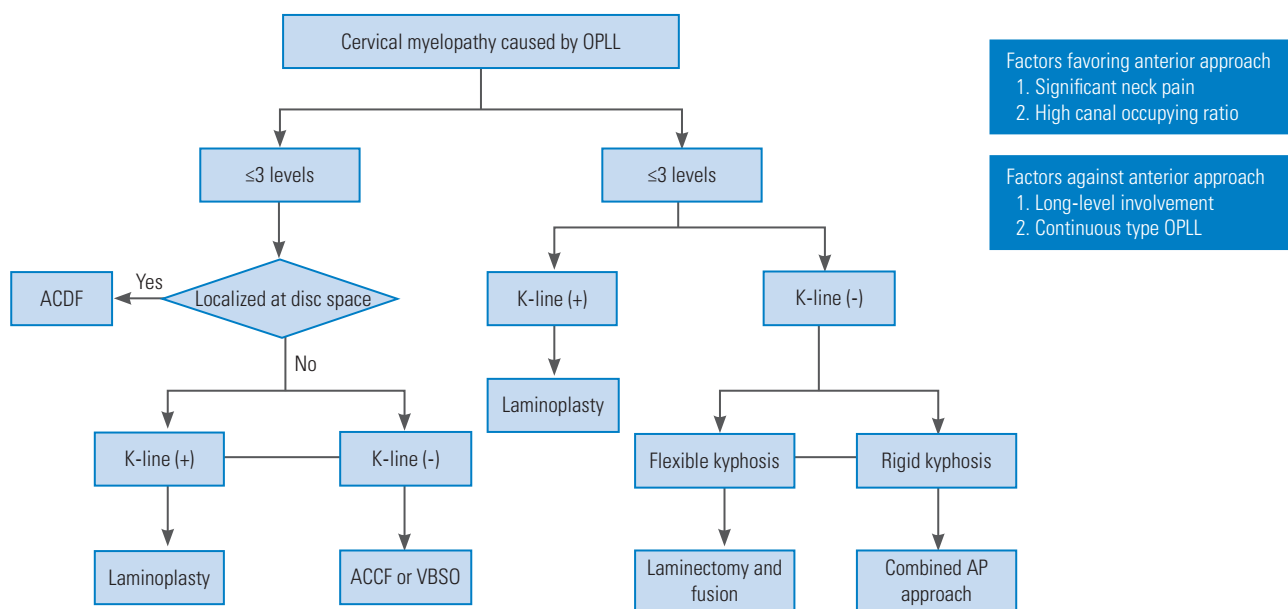 Cervical myelopathy caused by OPLL
Factors favoring anterior approach
1. Significant neck pain
2. High canal occupying ratio
Factors against anterior approach
1. Long-level involvement
2. Continuous type OPLL
≤3 levels
≤3 levels
ACDF
Yes
Localized at disc space
No
K-line (+)
K-line (-)
Laminoplasty
K-line (+)
K-line (-)
Flexible kyphosis
Rigid kyphosis
Laminoplasty
ACCF or VBSO
Laminectomy and
fusion
Combined AP
approach